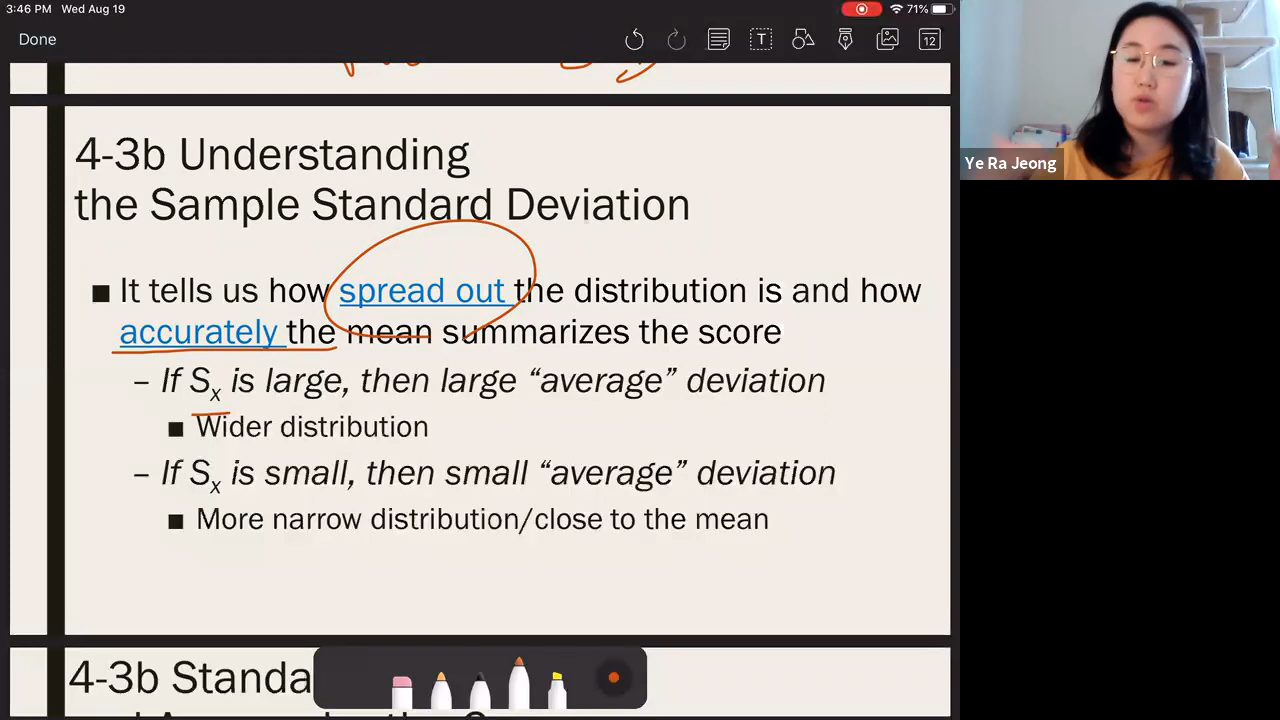 3:46 PM Wed Aug 19
71%
Done
T
12
4-3b Understanding
the Sample Standard Deviation
■ It tells us how spread out the distribution is and how
accurately the mean summarizes the score
– If Sx is large, then large “average” deviation
■ Wider distribution
– If Sx is small, then small “average” deviation
■ More narrow distribution/close to the mean
4-3b Standa
Ye Ra Jeong